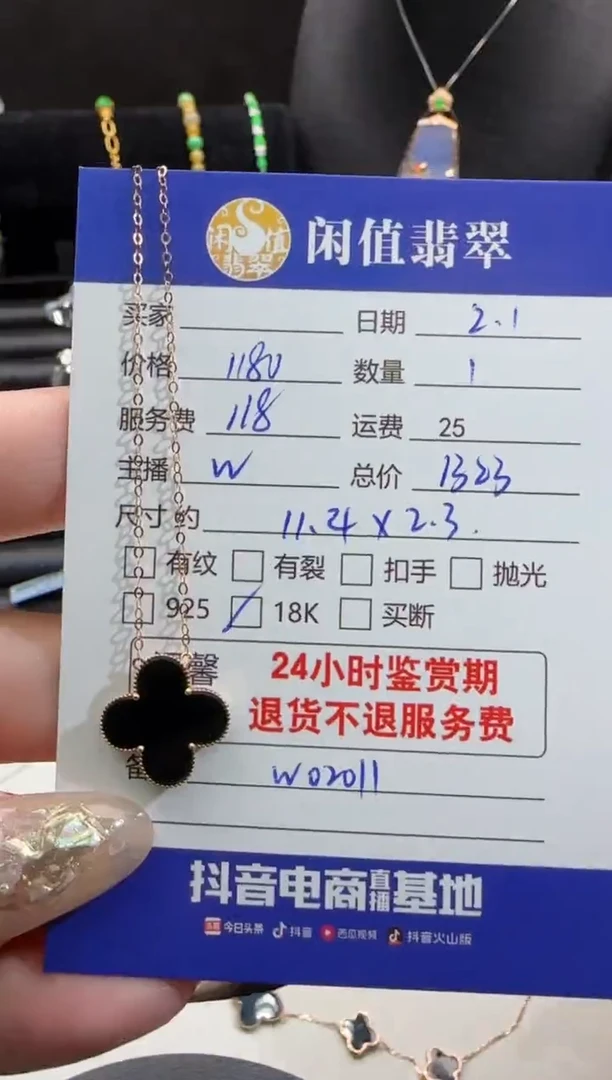 闲值翡翠 闲值翡翠
买家 日期 2.1
价格 1180 数量 1
服务费 118 运费 25
主播 W 总价 1323
尺寸 约 11.4 x 2.3.
有纹 有裂 扣手 抛光
925 18K 买断
馨
24小时鉴赏期
退货不退服务费
备 W02011
抖音电商直播基地
头条 今日头条 抖音 西瓜视频 抖音火山版